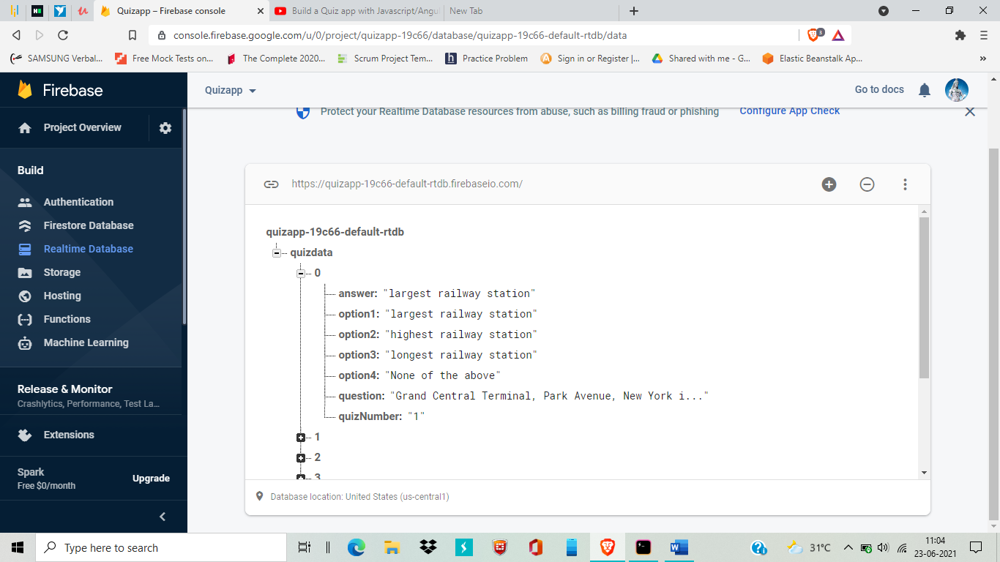 Quizapp – Firebase console
Build a Quiz app with Javascript/Angu
New Tab
console.firebase.google.com/u/0/project/quizapp-19c66/database/quizapp-19c66-default-rtdb/data
3
SAMSUNG Verbal...
Free Mock Tests on...
The Complete 2020...
Scrum Project Tem...
Practice Problem
Sign in or Register |...
Shared with me - G...
Elastic Beanstalk Ap...
»
Firebase
Quizapp
Go to docs
Project Overview
Protect your Realtime Database resources from abuse, such as billing fraud or phishing
Configure App Check
Build
Authentication
Firestore Database
Realtime Database
Storage
Hosting
Functions
Machine Learning
Release & Monitor
Crashlytics, Performance, Test La...
Extensions
Spark
Free $0/month
Upgrade
https://quizapp-19c66-default-rtdb.firebaseio.com/
quizapp-19c66-default-rtdb
quizdata
0
answer: "largest railway station"
option1: "largest railway station"
option2: "highest railway station"
option3: "longest railway station"
option4: "None of the above"
question: "Grand Central Terminal, Park Avenue, New York i..."
quizNumber: "1"
1
2
3
Database location: United States (us-central1)
Type here to search
31°C
11:04
23-06-2021